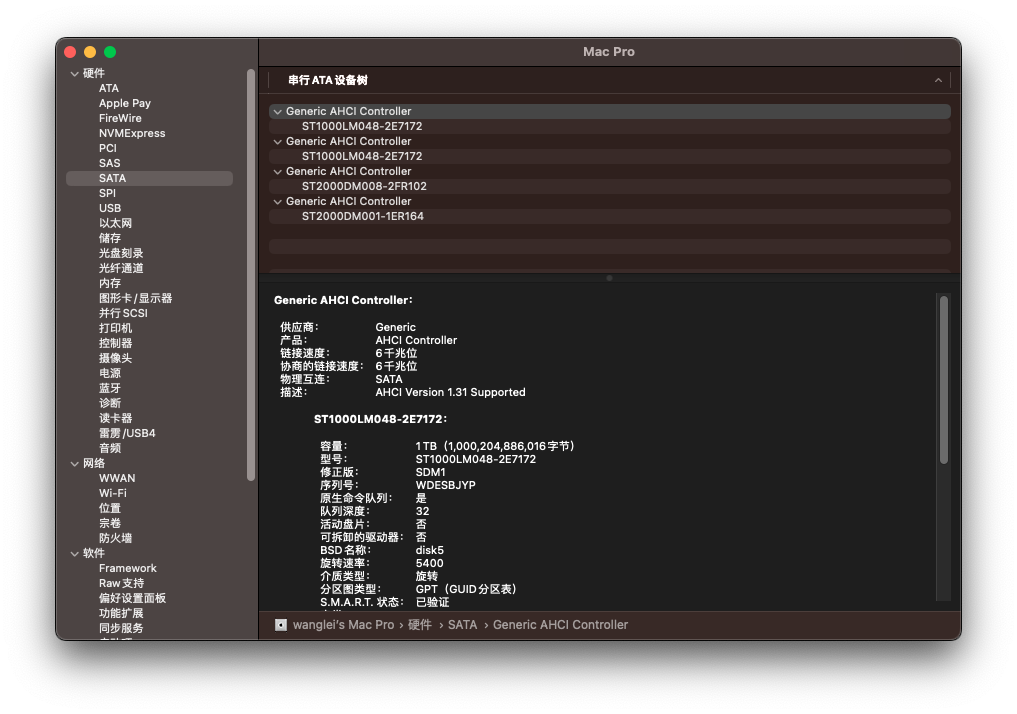 Mac Pro
硬件
ATA
Apple Pay
FireWire
NVMExpress
PCI
SAS
SATA
SPI
USB
以太网
储存
光盘刻录
光纤通道
内存
图形卡/显示器
并行SCSI
打印机
控制器
摄像头
电源
蓝牙
诊断
读卡器
雷雳/USB4
音频
网络
WWAN
Wi-Fi
位置
宗卷
防火墙
软件
Framework
Raw支持
偏好设置面板
功能扩展
同步服务
串行ATA设备树
Generic AHCI Controller
ST1000LM048-2E7172
Generic AHCI Controller
ST1000LM048-2E7172
Generic AHCI Controller
ST2000DM008-2FR102
Generic AHCI Controller
ST2000DM001-1ER164
Generic AHCI Controller：
供应商： Generic
产品： AHCI Controller
链接速度： 6千兆位
协商的链接速度： 6千兆位
物理互连： SATA
描述： AHCI Version 1.31 Supported
ST1000LM048-2E7172：
容量： 1 TB（1,000,204,886,016字节）
型号： ST1000LM048-2E7172
修正版： SDM1
序列号： WDESBJYP
原生命令队列： 是
队列深度： 32
活动盘片： 否
可拆卸的驱动器： 否
BSD名称： disk5
旋转速率： 5400
介质类型： 旋转
分区图类型： GPT（GUID分区表）
S.M.A.R.T. 状态： 已验证
wanglei's Mac Pro › 硬件 › SATA › Generic AHCI Controller